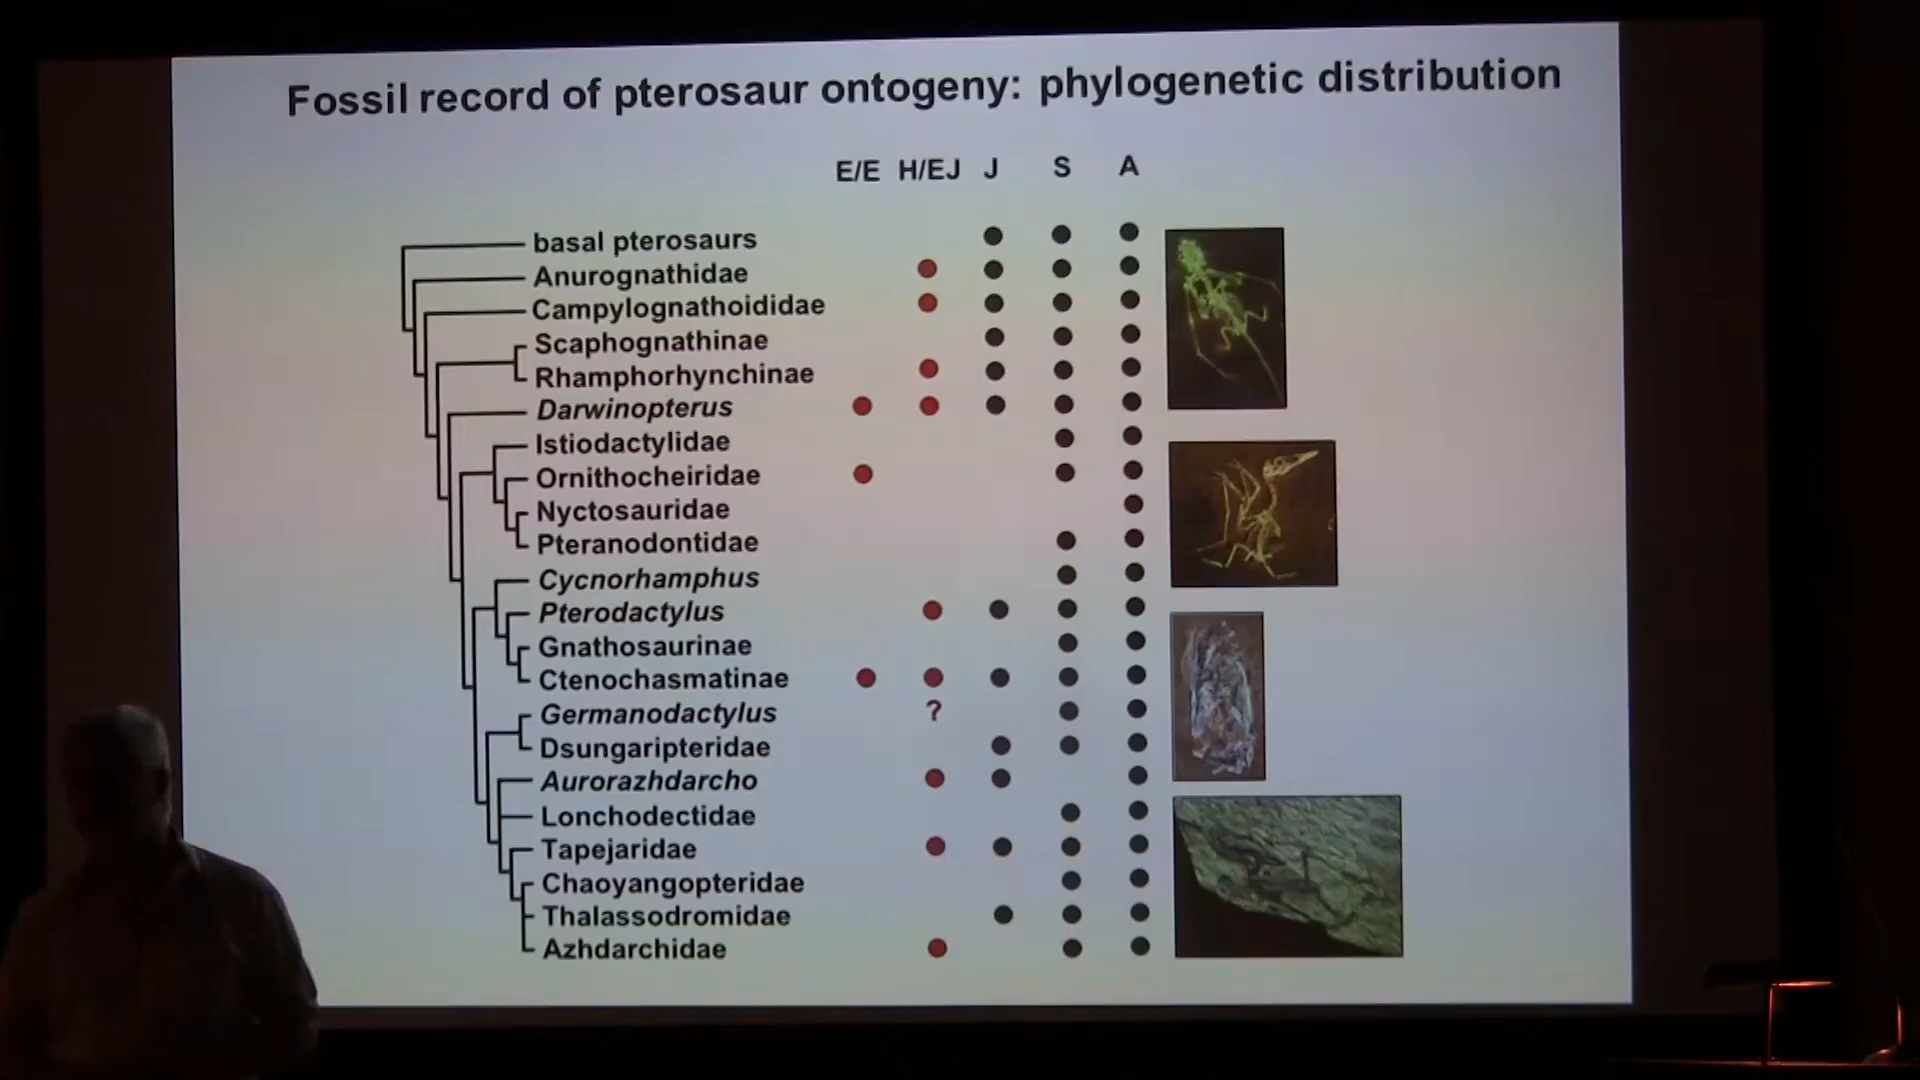 Fossil record of pterosaur ontogeny: phylogenetic distribution
E/E H/EJ J S A
basal pterosaurs
Anurognathidae
Campylognathoididae
Scaphognathinae
Rhamphorhynchinae
Darwinopterus
Istiodactylidae
Ornithocheiridae
Nyctosauridae
Pteranodontidae
Cycnorhamphus
Pterodactylus
Gnathosaurinae
Ctenochasmatinae
Germanodactylus ?
Dsungaripteridae
Aurorazhdarcho
Lonchodectidae
Tapejaridae
Chaoyangopteridae
Thalassodromidae
Azhdarchidae